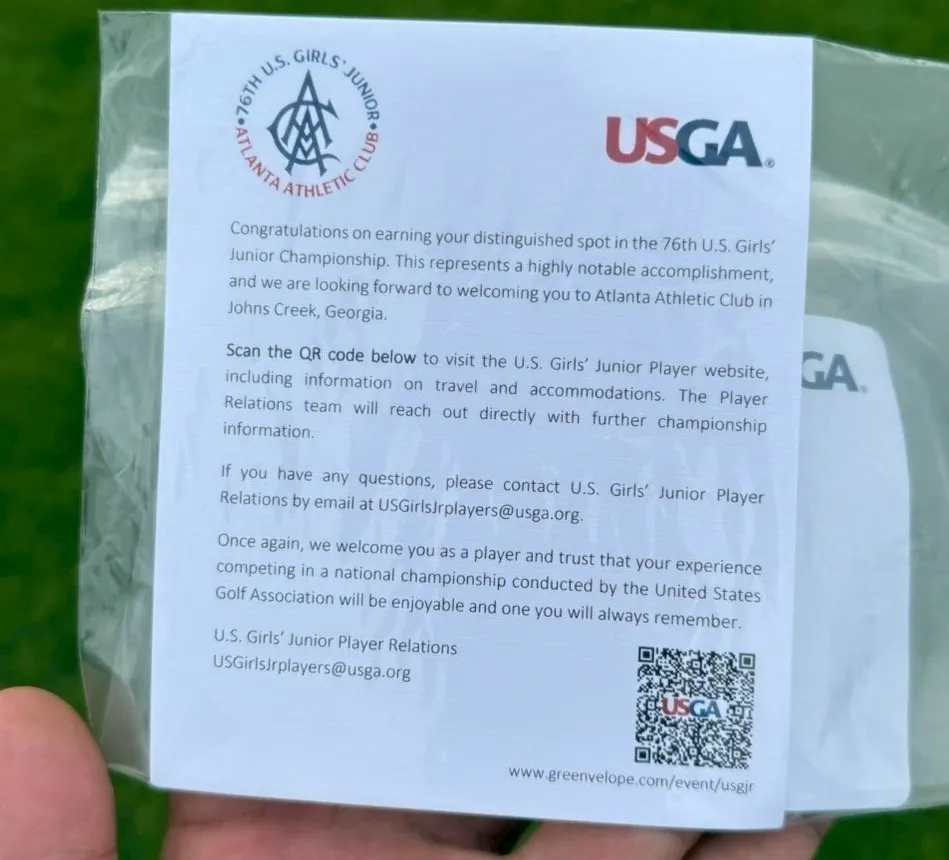 76TH U.S. GIRLS' JUNIOR
ATLANTA ATHLETIC CLUB
USGA®
Congratulations on earning your distinguished spot in the 76th U.S. Girls'
Junior Championship. This represents a highly notable accomplishment,
and we are looking forward to welcoming you to Atlanta Athletic Club in
Johns Creek, Georgia.
Scan the QR code below to visit the U.S. Girls' Junior Player website,
including information on travel and accommodations. The Player
Relations team will reach out directly with further championship
information.
If you have any questions, please contact U.S. Girls' Junior Player
Relations by email at USGirlsJrplayers@usga.org.
Once again, we welcome you as a player and trust that your experience
competing in a national championship conducted by the United States
Golf Association will be enjoyable and one you will always remember.
U.S. Girls' Junior Player Relations
USGirlsJrplayers@usga.org
USGA
www.greenvelope.com/event/usgjr
GA®